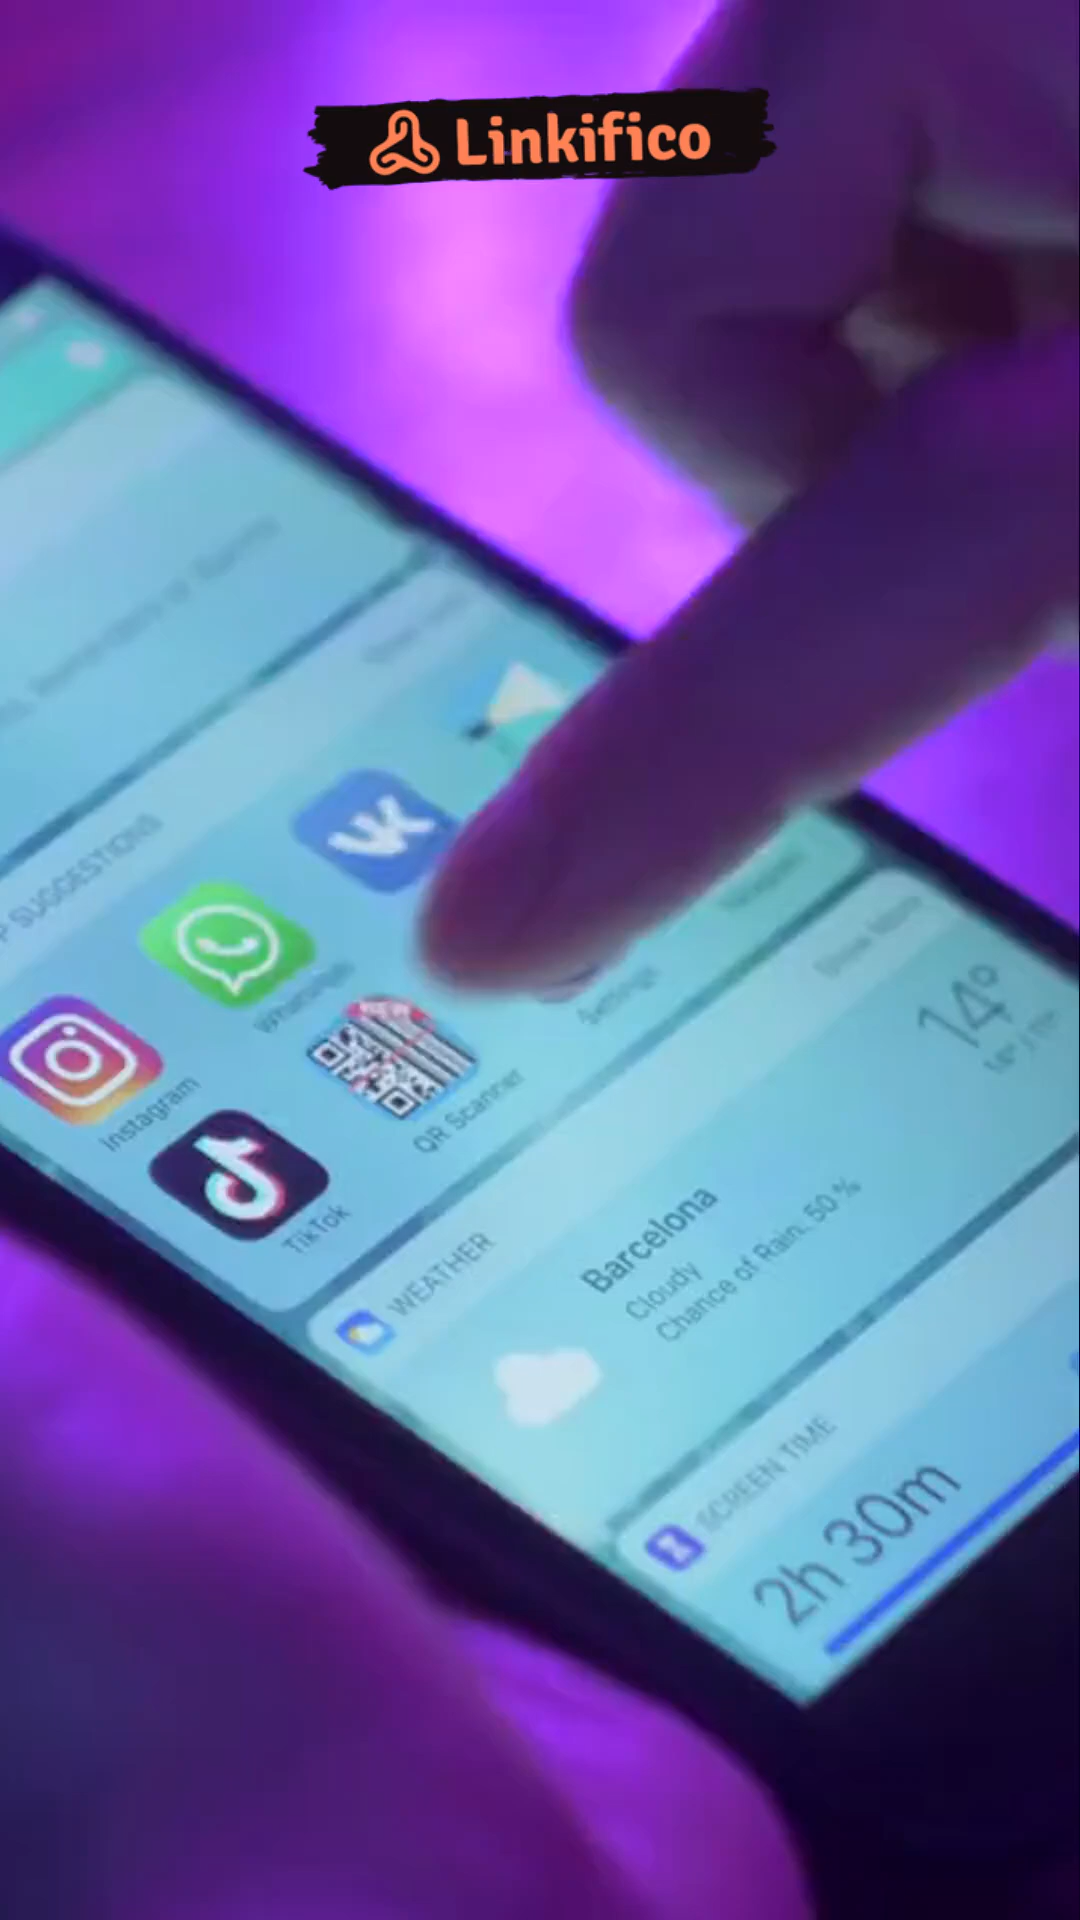 Linkifico
P SUGGESTIONS
WhatsApp
Instagram
Settings
QR Scanner
TikTok
WEATHER
14°
Barcelona
Cloudy
Chance of Rain: 50 %
SCREEN TIME
2h 30m